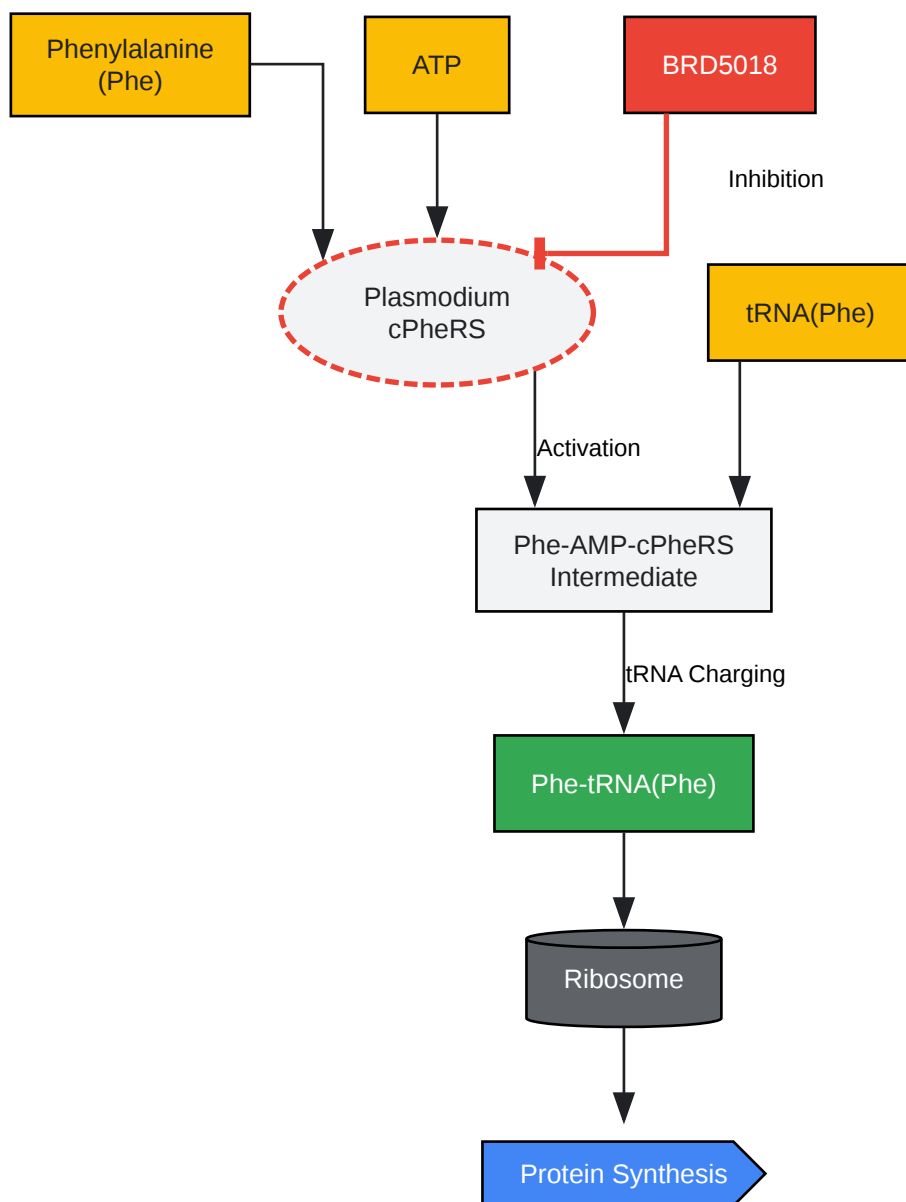 Phenylalanine
(Phe)
ATP
BRD5018
Inhibition
Plasmodium
cPheRS
tRNA(Phe)
Activation
Phe-AMP-cPheRS
Intermediate
tRNA Charging
Phe-tRNA(Phe)
Ribosome
Protein Synthesis